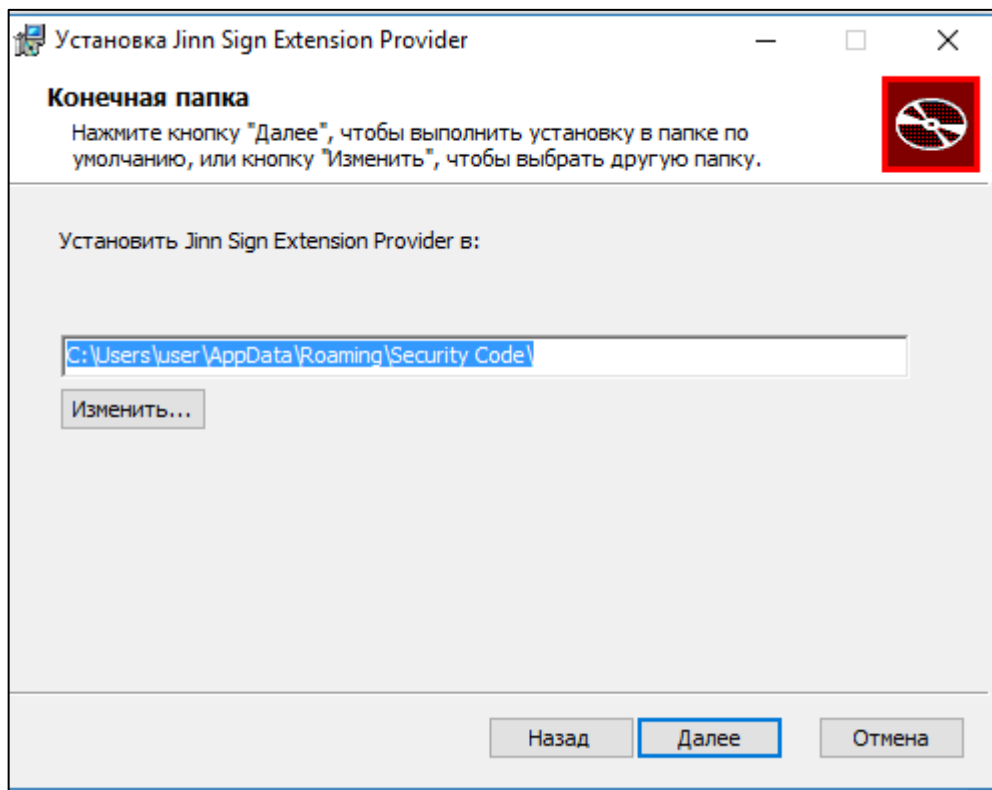 Установка Jinn Sign Extension Provider
Конечная папка
Нажмите кнопку "Далее", чтобы выполнить установку в папке по
умолчанию, или кнопку "Изменить", чтобы выбрать другую папку.
Установить Jinn Sign Extension Provider в:
C:\Users\user\AppData\Roaming\Security Code\
Изменить...
Назад
Далее
Отмена